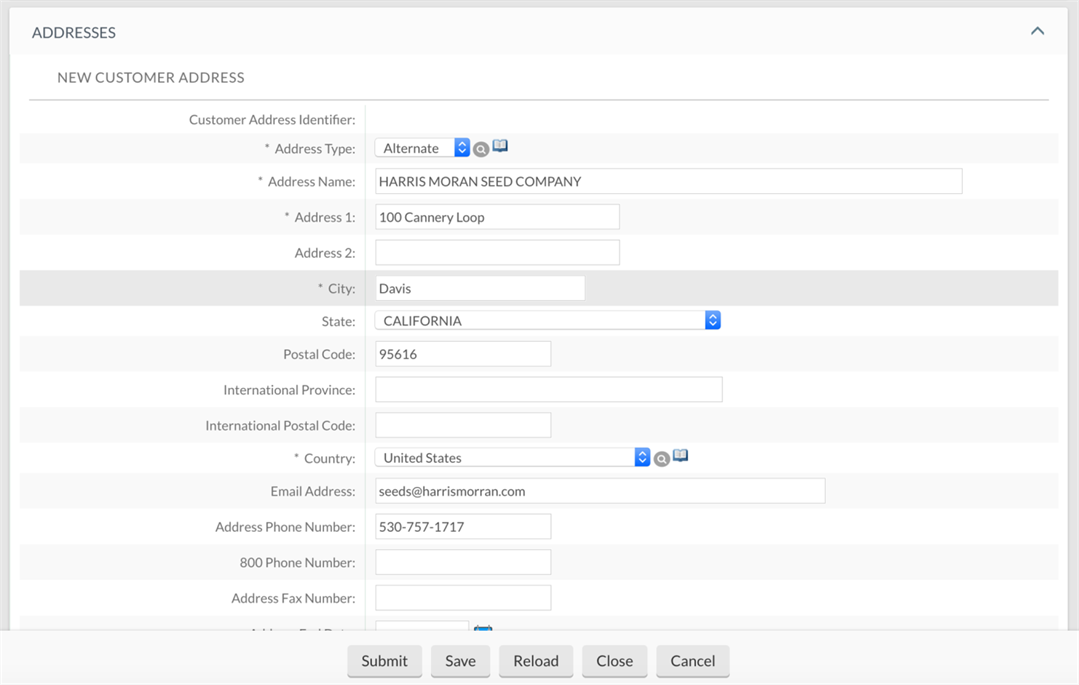 ADDRESSES
NEW CUSTOMER ADDRESS
Customer Address Identifier:
* Address Type: Alternate
* Address Name: HARRIS MORAN SEED COMPANY
* Address 1: 100 Cannery Loop
Address 2:
* City: Davis
State: CALIFORNIA
Postal Code: 95616
International Province:
International Postal Code:
* Country: United States
Email Address: seeds@harrismorran.com
Address Phone Number: 530-757-1717
800 Phone Number:
Address Fax Number:
Submit Save Reload Close Cancel